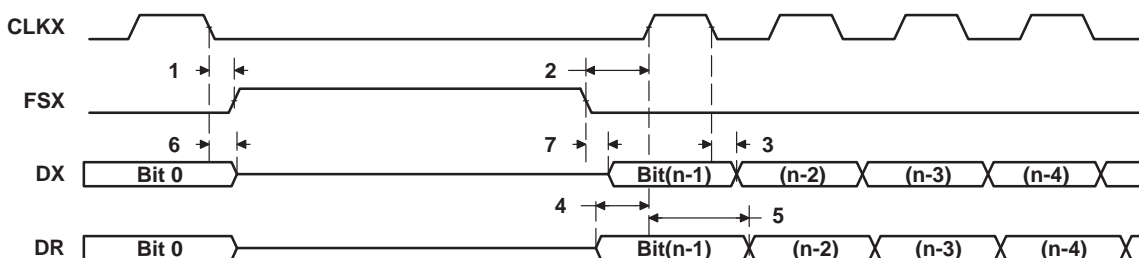 CLKX
1 2
FSX
6 7 3
DX Bit 0 Bit(n-1) (n-2) (n-3) (n-4)
4 5
DR Bit 0 Bit(n-1) (n-2) (n-3) (n-4)